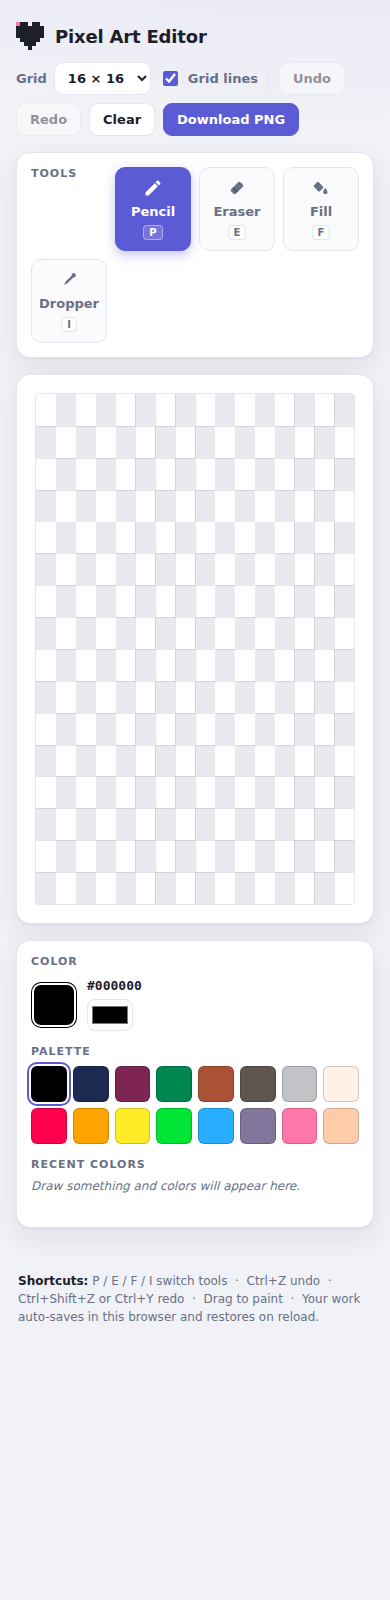 Pixel Art Editor
Grid 16 × 16 Grid lines Undo
Redo Clear Download PNG
TOOLS
Pencil Eraser Fill
P E F
Dropper
I
COLOR
#000000
PALETTE
RECENT COLORS
Draw something and colors will appear here.
Shortcuts: P / E / F / I switch tools · Ctrl+Z undo ·
Ctrl+Shift+Z or Ctrl+Y redo · Drag to paint · Your work
auto-saves in this browser and restores on reload.